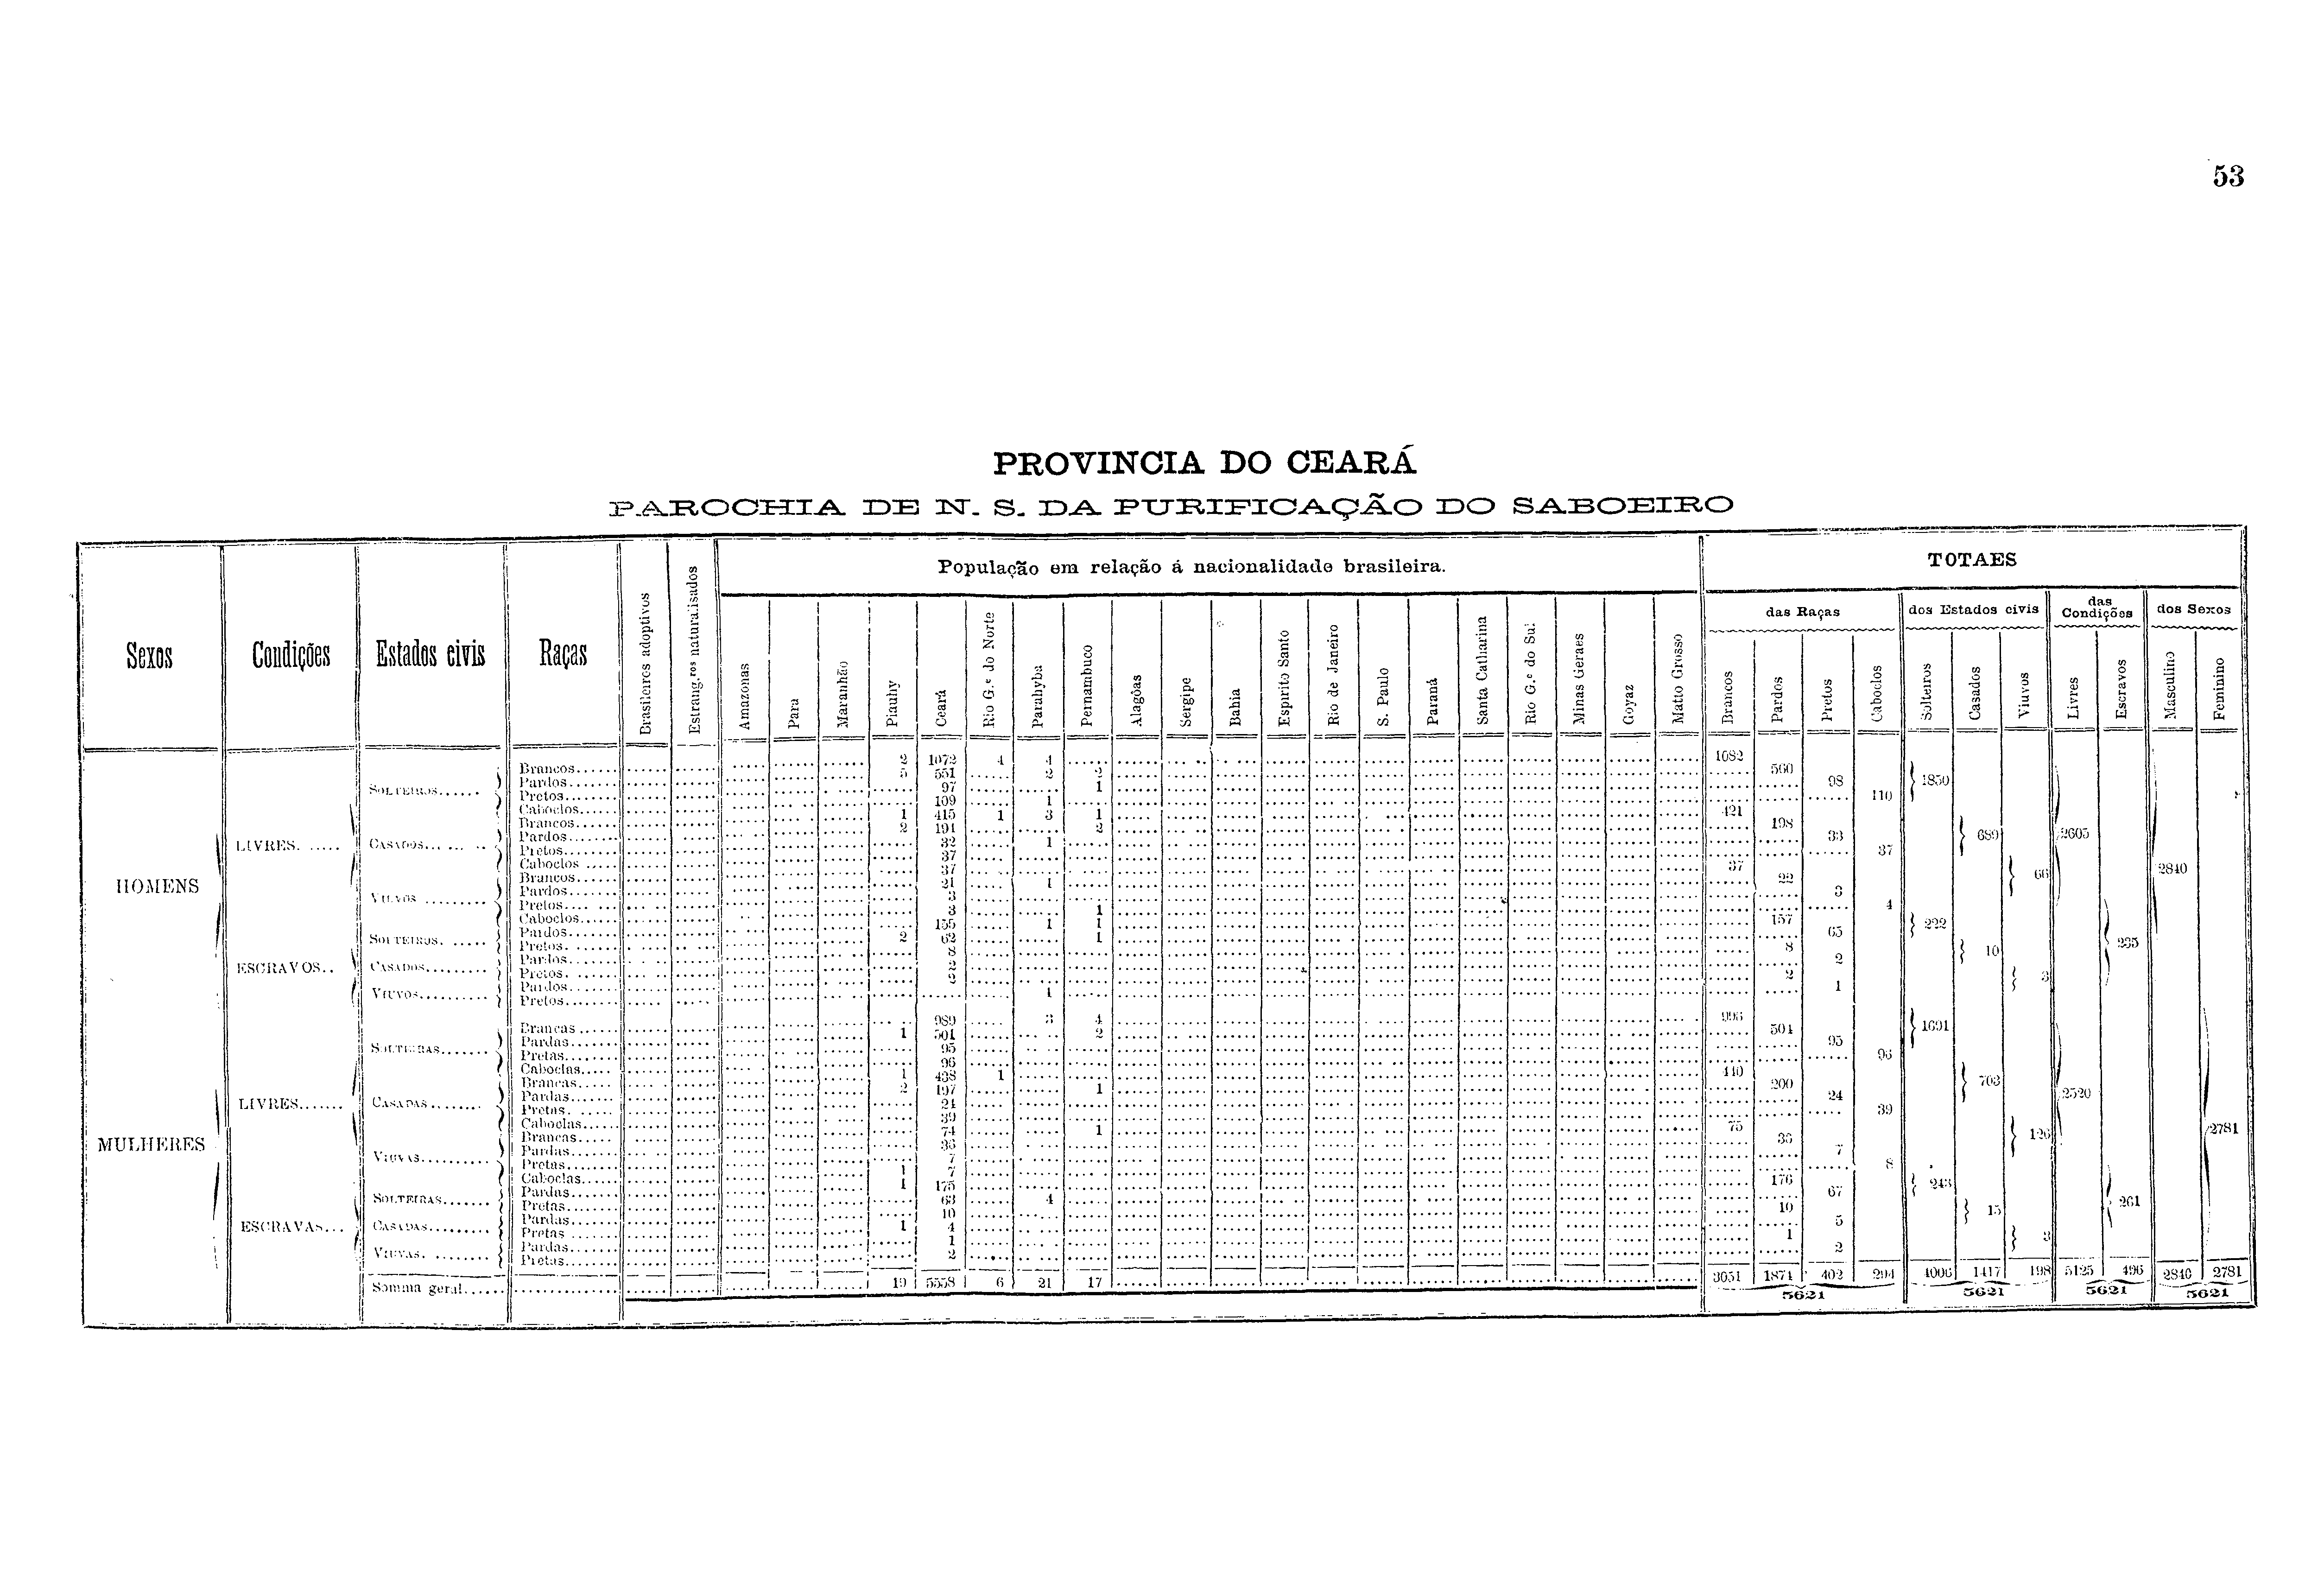 53
PROVINCIA DO CEARÁ
PAROCHIA DE N. S. DA PURIFICAÇÃO DO SABOEIRO
Sexos Condições Estados civis Raças Brasileiros adoptivos Estrang.ros naturalisados População em relação á nacionalidade brasileira. TOTAES
das Raças dos Estados civis das Condições dos Sexos
Amazonas Para Maranhão Piauhy Ceará Rio G.e do Norte Parahyba Pernambuco Alagôas Sergipe Bahia Espirito Santo Rio de Janeiro S. Paulo Paraná Santa Catharina Rio G.e do Sul Minas Geraes Goyaz Matto Grosso Brancos Pardos Pretos Caboclos Solteiros Casados Viuvos Livres Escravos Masculino Feminino
HOMENS
LIVRES
SOLTEIROS
Brancos 2 1072 4 4 1082
Pardos 5 551 2 2 560
Pretos 97 1 98
Caboclos 109 1 110
1850
CASADOS
Brancos 1 415 1 3 1 421
Pardos 2 194 2 198
Pretos 32 1 33
Caboclos 37 37
689
VIUVOS
Brancos 37 37
Pardos 21 1 22
Pretos 3 3
Caboclos 3 1 4
66
2605
ESCRAVOS
SOLTEIROS
Pardos 155 1 1 157
Pretos 2 62 1 65
222
CASADOS
Pardos 8 8
Pretos 2 2
10
VIUVOS
Pardos 2 2
Pretos 1 1
3
235
2840
MULHERES
LIVRES
SOLTEIRAS
Brancas 989 3 4 996
Pardas 1 501 2 504
Pretas 95 95
Caboclas 96 96
1691
CASADAS
Brancas 1 438 1 440
Pardas 2 197 1 200
Pretas 24 24
Caboclas 39 39
703
VIUVAS
Brancas 74 1 75
Pardas 36 36
Pretas 7 7
Caboclas 1 7 8
126
2520
ESCRAVAS
SOLTEIRAS
Pardas 1 175 176
Pretas 63 4 67
243
CASADAS
Pardas 10 10
Pretas 1 4 5
15
VIUVAS
Pardas 1 1
Pretas 2 2
3
261
2781
Somma geral 19 5558 6 21 17 3051 1874 402 294 4006 1417 198 5125 496 2840 2781
5621 5621 5621 5621